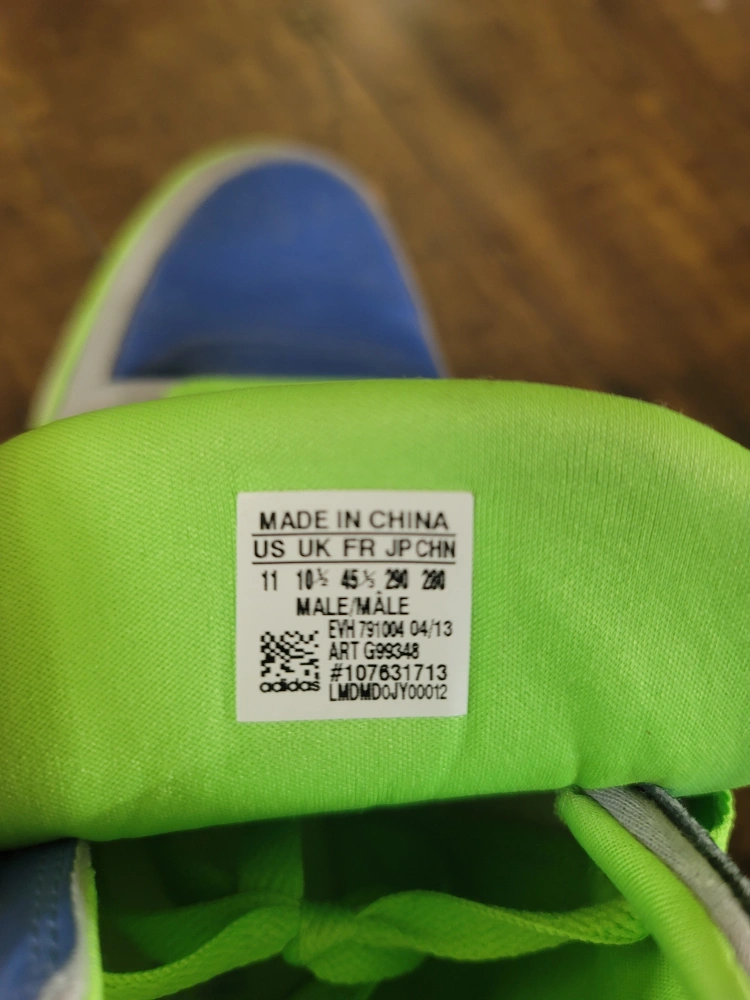 MADE IN CHINA
US UK FR JP CHN
11 10½ 45⅓ 290 280
MALE/MÂLE
EVH 791004 04/13
ART G99348
#107631713
LMDMD0JY00012
adidas